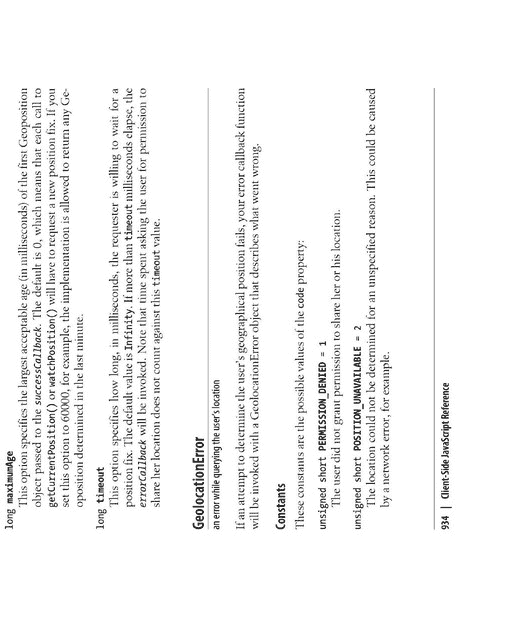 long maximumAge
This option specifies the largest acceptable age (in milliseconds) of the first Geoposition
object passed to the successCallback. The default is 0, which means that each call to
getCurrentPosition() or watchPosition() will have to request a new position fix. If you
set this option to 60000, for example, the implementation is allowed to return any Ge-
oposition determined in the last minute.
long timeout
This option specifies how long, in milliseconds, the requester is willing to wait for a
position fix. The default value is Infinity. If more than timeout milliseconds elapse, the
errorCallback will be invoked. Note that time spent asking the user for permission to
share her location does not count against this timeout value.
GeolocationError
an error while querying the user's location
If an attempt to determine the user's geographical position fails, your error callback function
will be invoked with a GeolocationError object that describes what went wrong.
Constants
These constants are the possible values of the code property:
unsigned short PERMISSION_DENIED = 1
The user did not grant permission to share her or his location.
unsigned short POSITION_UNAVAILABLE = 2
The location could not be determined for an unspecified reason. This could be caused
by a network error, for example.
934 | Client-Side JavaScript Reference